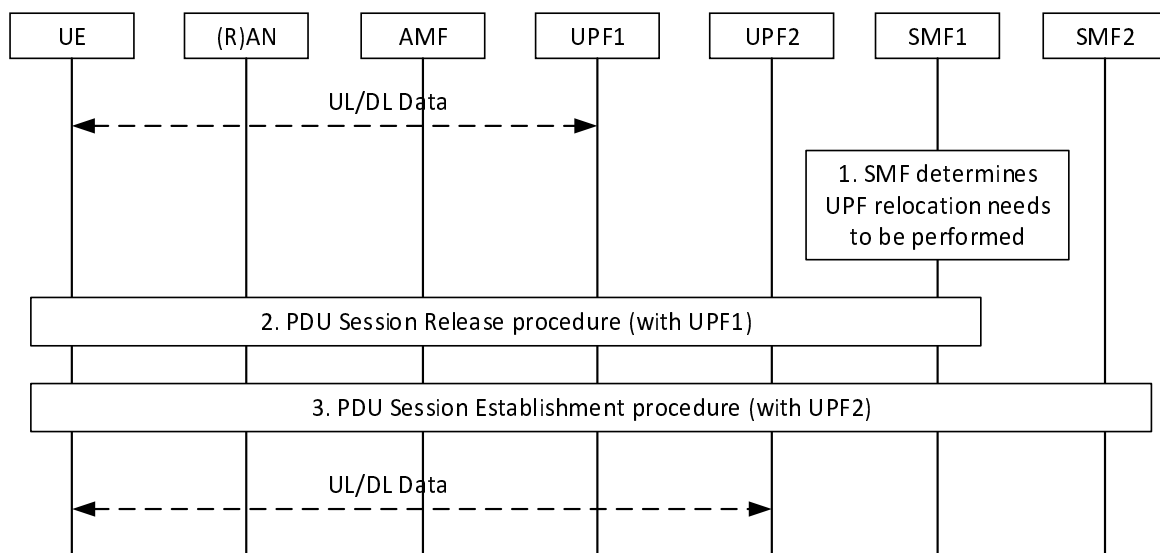 UE (R)AN AMF UPF1 UPF2 SMF1 SMF2
UL/DL Data
1. SMF determines
UPF relocation needs
to be performed
2. PDU Session Release procedure (with UPF1)
3. PDU Session Establishment procedure (with UPF2)
UL/DL Data